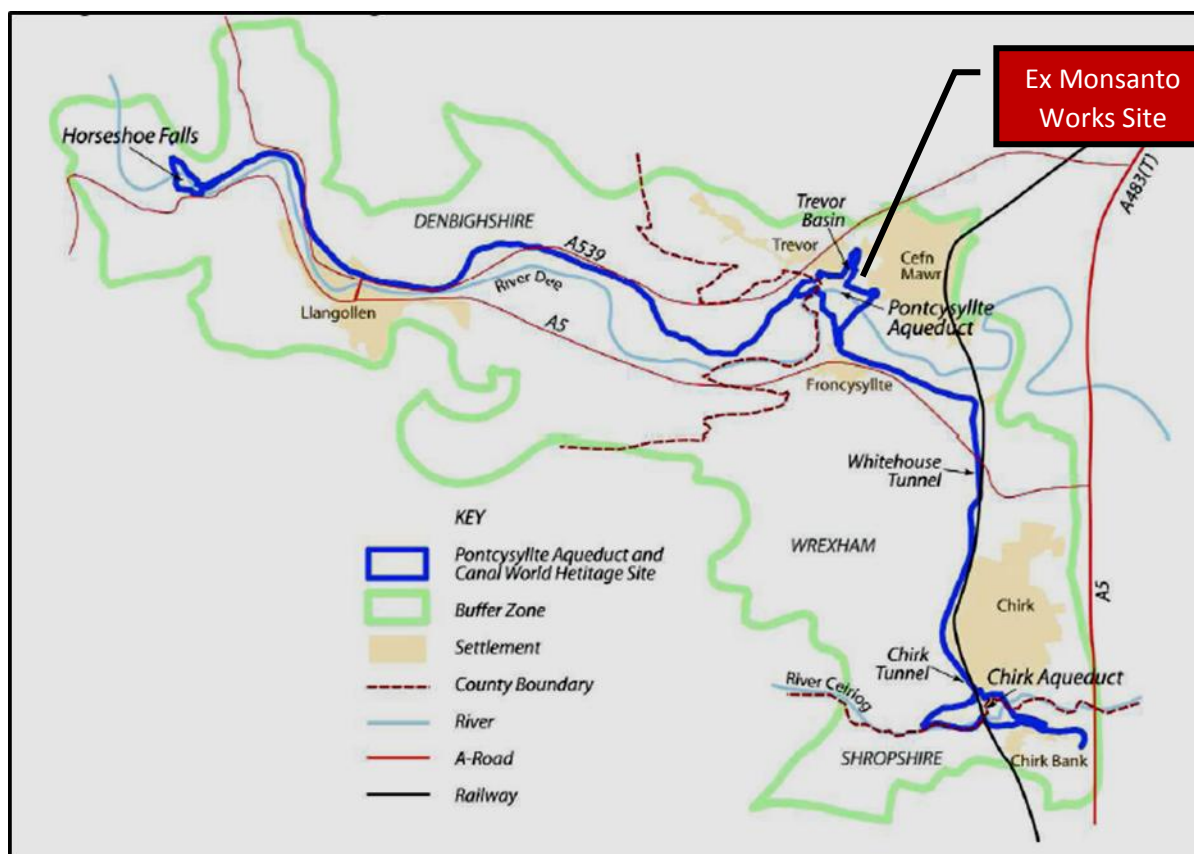 Ex Monsanto
Works Site
Horseshoe Falls
A483(T)
DENBIGHSHIRE
Trevor
Basin
A539
Trevor
Cefn
Mawr
River Dee
Pontcysyllte
Aqueduct
Llangollen
A5
Froncysyllte
Whitehouse
Tunnel
KEY
Pontcysyllte Aqueduct and
Canal World Hetitage Site
WREXHAM
Buffer Zone
Chirk
A5
Settlement
Chirk
Tunnel
Chirk Aqueduct
County Boundary
River Ceiriog
River
SHROPSHIRE
A-Road
Chirk Bank
Railway